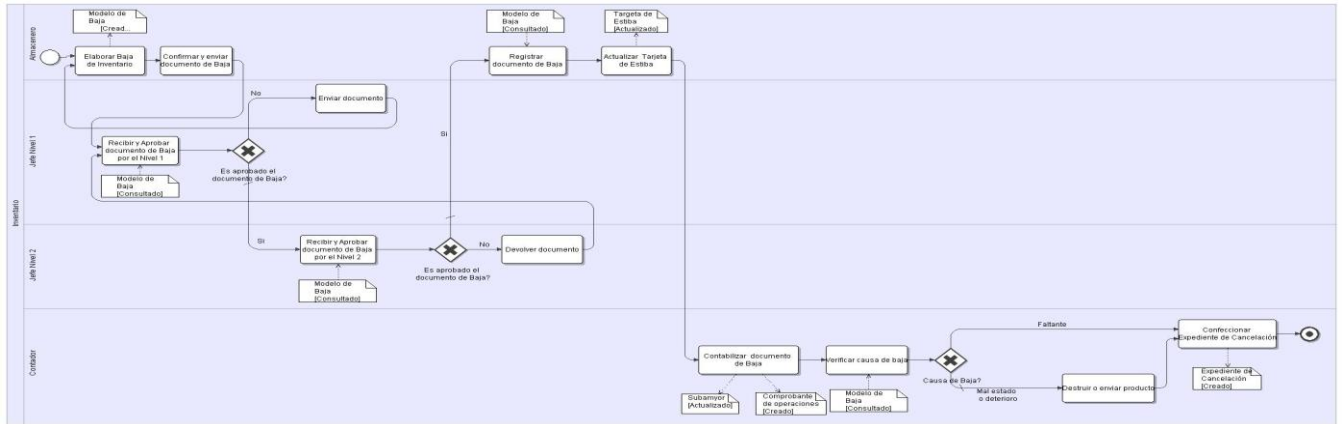 Inventario
Almacenero
Modelo de
Baja
[Cread...
Elaborar Baja
de Inventario
Confirmar y enviar
documento de Baja
Modelo de
Baja
[Consultado]
Registrar
documento de Baja
Targeta de
Estiba
[Actualizado]
Actualizar Tarjeta
de Estiba
Jefe Nivel 1
No
Enviar documento
Recibir y Aprobar
documento de Baja
por el Nivel 1
Modelo de
Baja
[Consultado]
Es aprobado el
documento de Baja?
Si
Si
Jefe Nivel 2
Recibir y Aprobar
documento de Baja
por el Nivel 2
Modelo de
Baja
[Consultado]
Es aprobado el
documento de Baja?
No
Devolver documento
Contador
Contabilizar documento
de Baja
Subamyor
[Actualizado]
Comprobante
de operaciones
[Creado]
Verificar causa de baja
Modelo de
Baja
[Consultado]
Causa de Baja?
Faltante
Mal estado
o deterioro
Destruir o enviar producto
Confeccionar
Expediente de Cancelación
Expediente de
Cancelación
[Creado]